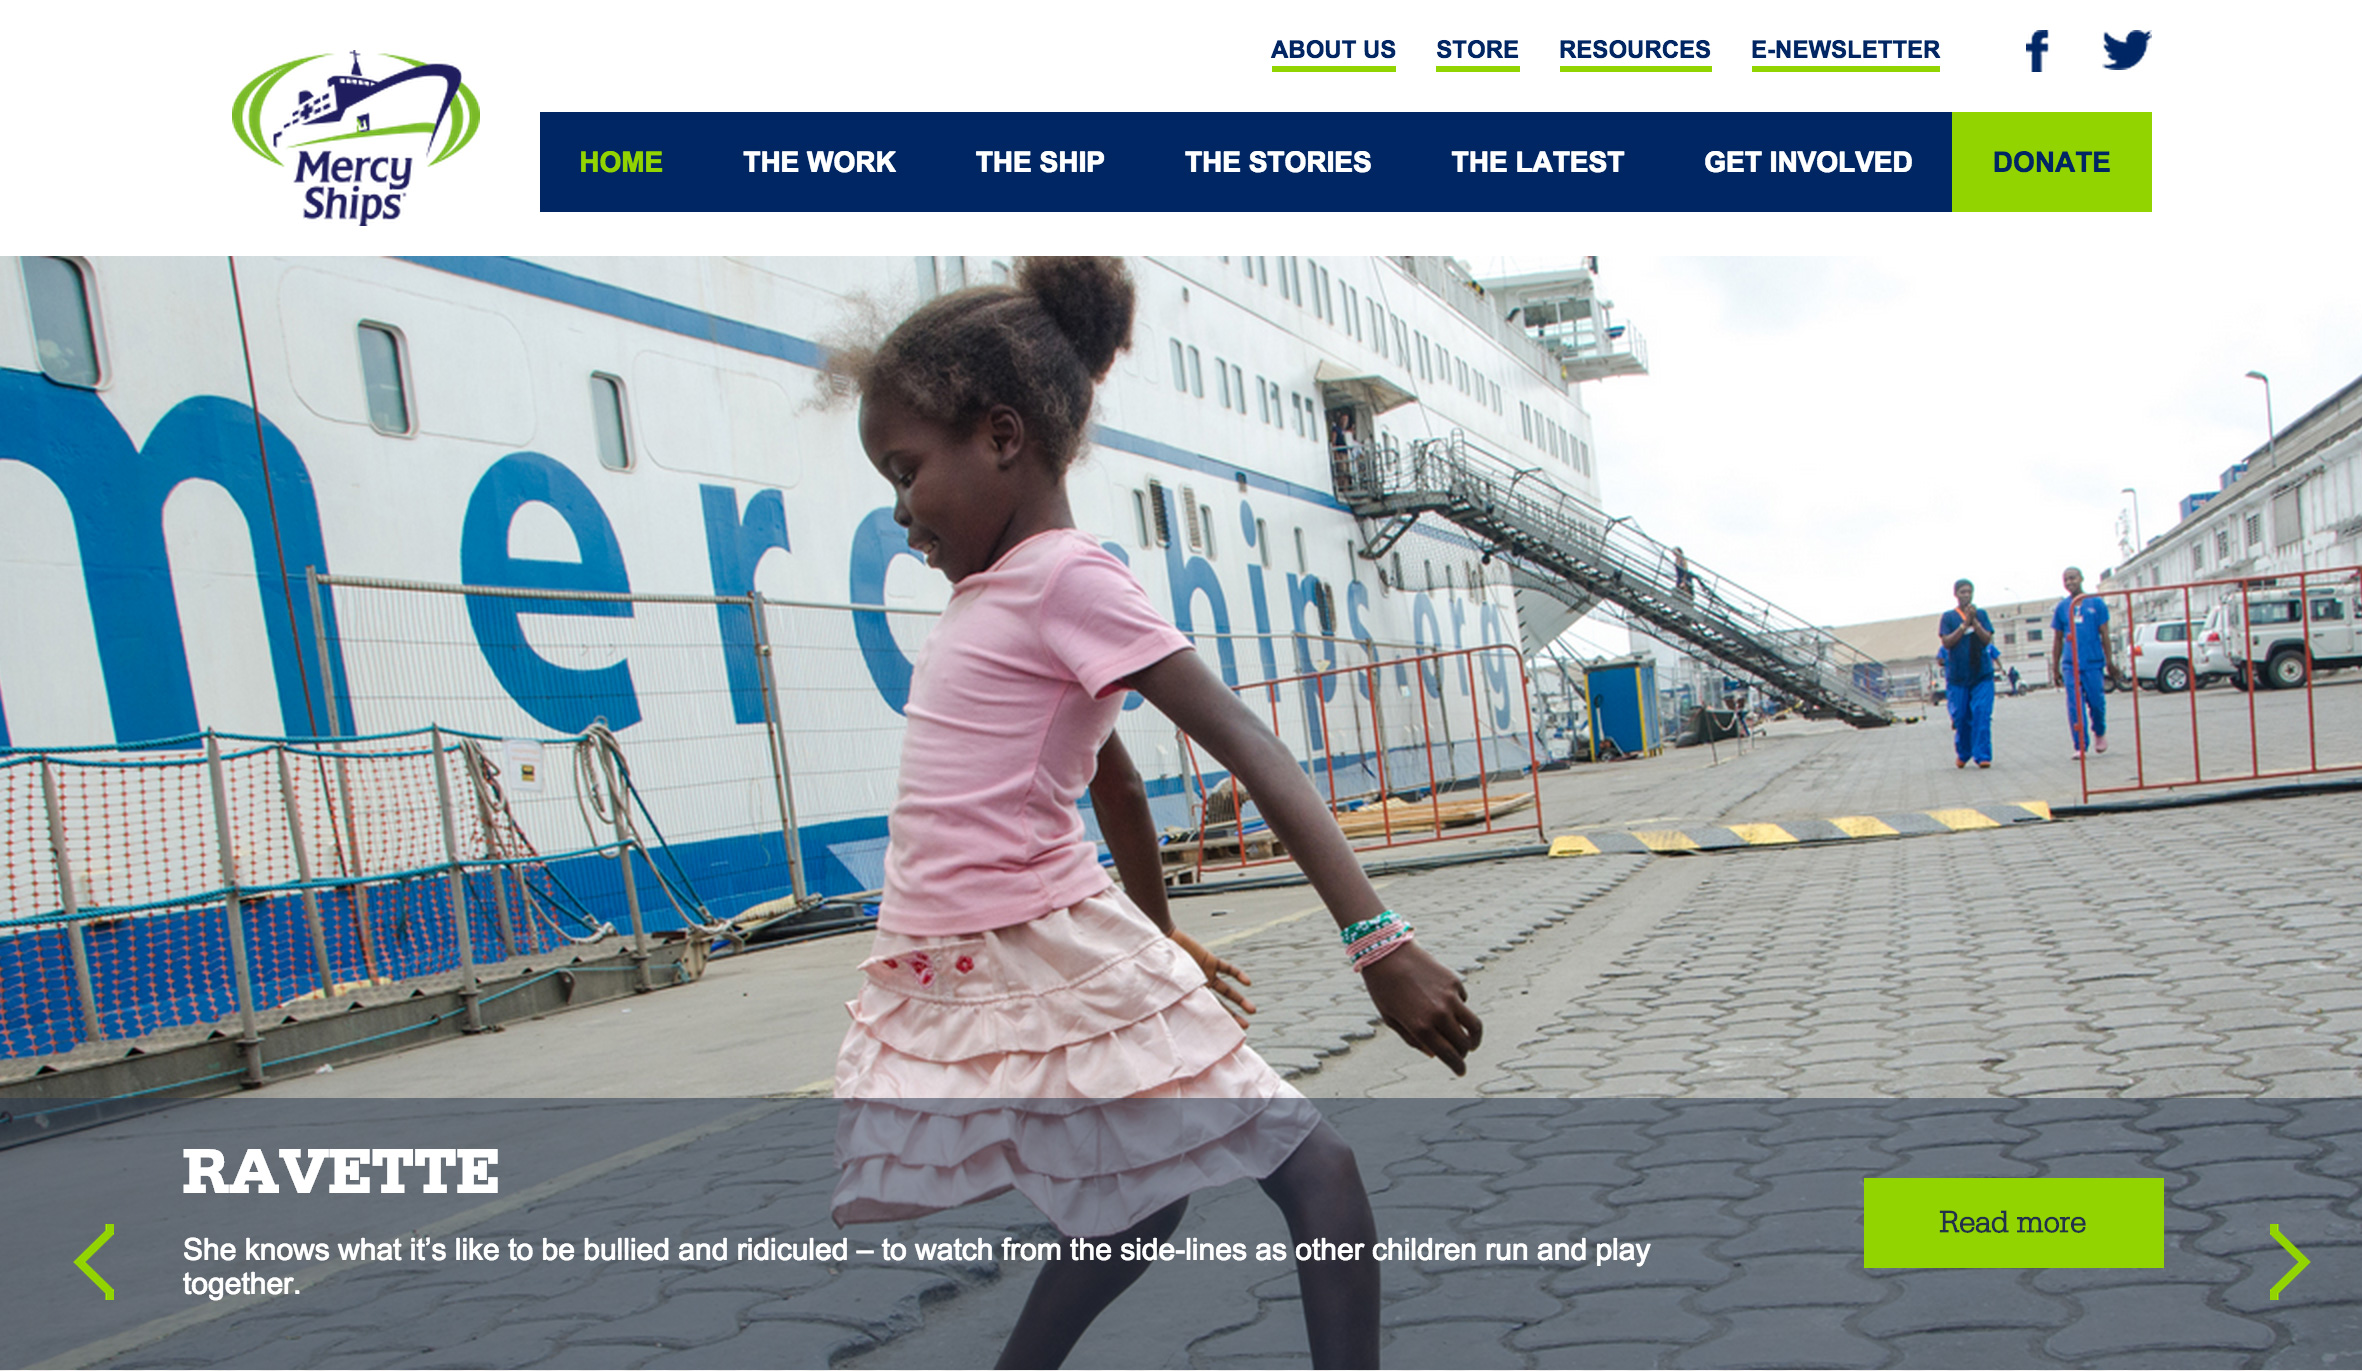 ABOUT US STORE RESOURCES E-NEWSLETTER
Mercy
Ships
HOME THE WORK THE SHIP THE STORIES THE LATEST GET INVOLVED DONATE
merc hips.org
RAVETTE
She knows what it’s like to be bullied and ridiculed – to watch from the side-lines as other children run and play
together.
Read more